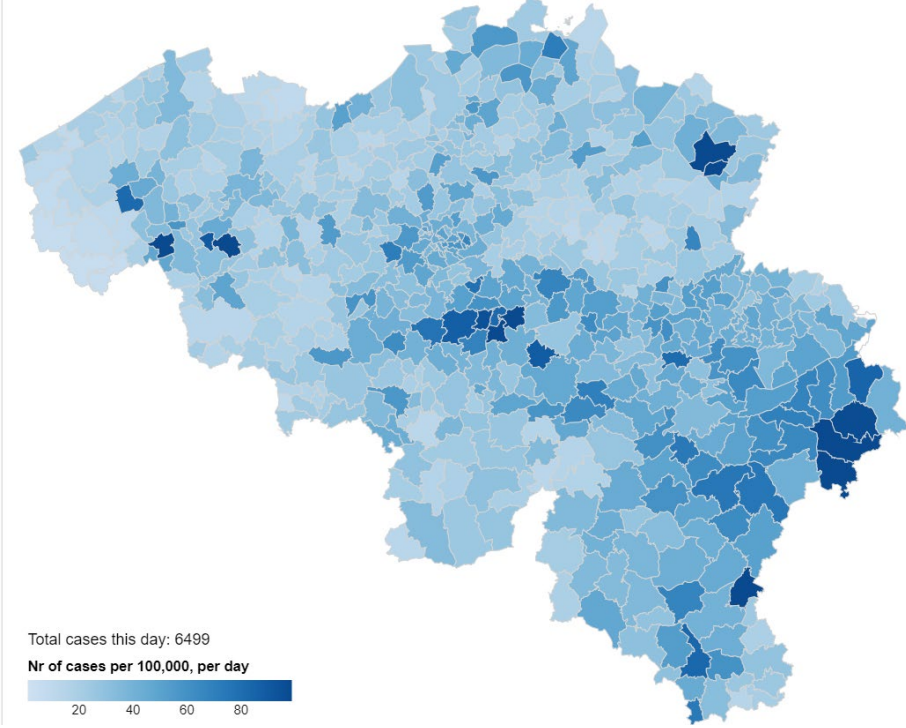 Total cases this day: 6499
Nr of cases per 100,000, per day
20 40 60 80